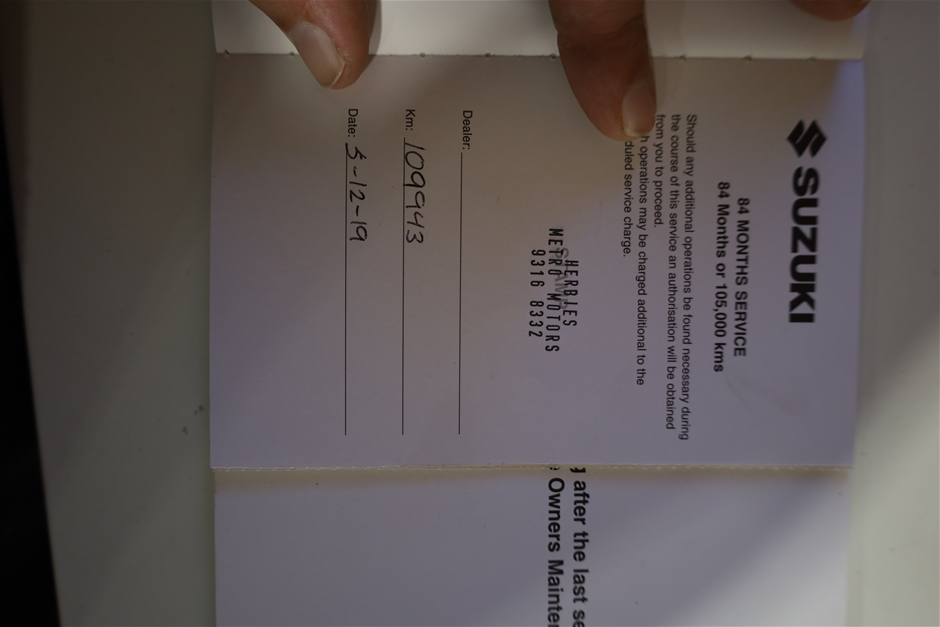 SUZUKI
84 MONTHS SERVICE
84 Months or 105,000 kms
Should any additional operations be found necessary during
the course of this service an authorisation will be obtained
from you to proceed.
operations may be charged additional to the
duled service charge.
HERBIES
METRO MOTORS
9316 8332
Dealer:
Km: 109943
Date: 5-12-19
after the last se
Owners Mainte